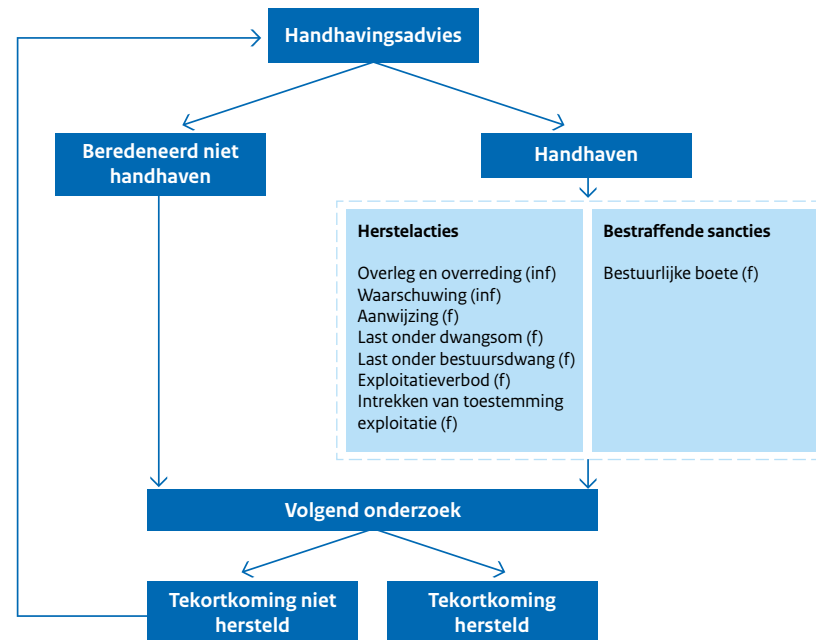 Handhavingsadvies
Beredeneerd niet
handhaven
Handhaven
Herstelacties
Overleg en overreding (inf)
Waarschuwing (inf)
Aanwijzing (f)
Last onder dwangsom (f)
Last onder bestuursdwang (f)
Exploitatieverbod (f)
Intrekken van toestemming
exploitatie (f)
Bestraffende sancties
Bestuurlijke boete (f)
Volgend onderzoek
Tekortkoming niet
hersteld
Tekortkoming
hersteld